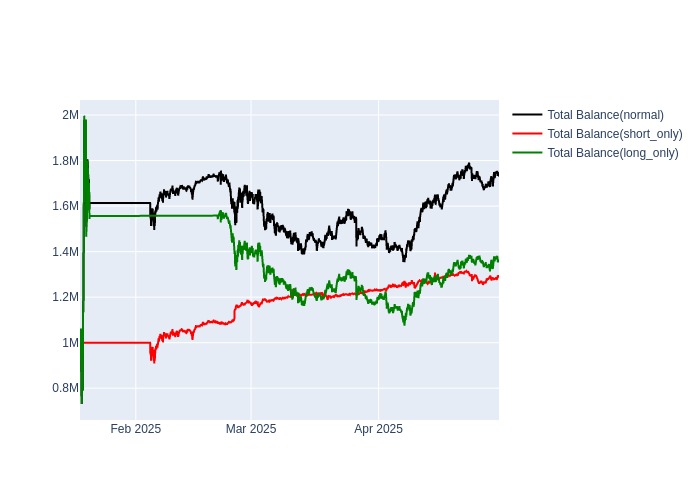 2M
1.8M
1.6M
1.4M
1.2M
1M
0.8M
Feb 2025
Mar 2025
Apr 2025
Total Balance(normal)
Total Balance(short_only)
Total Balance(long_only)